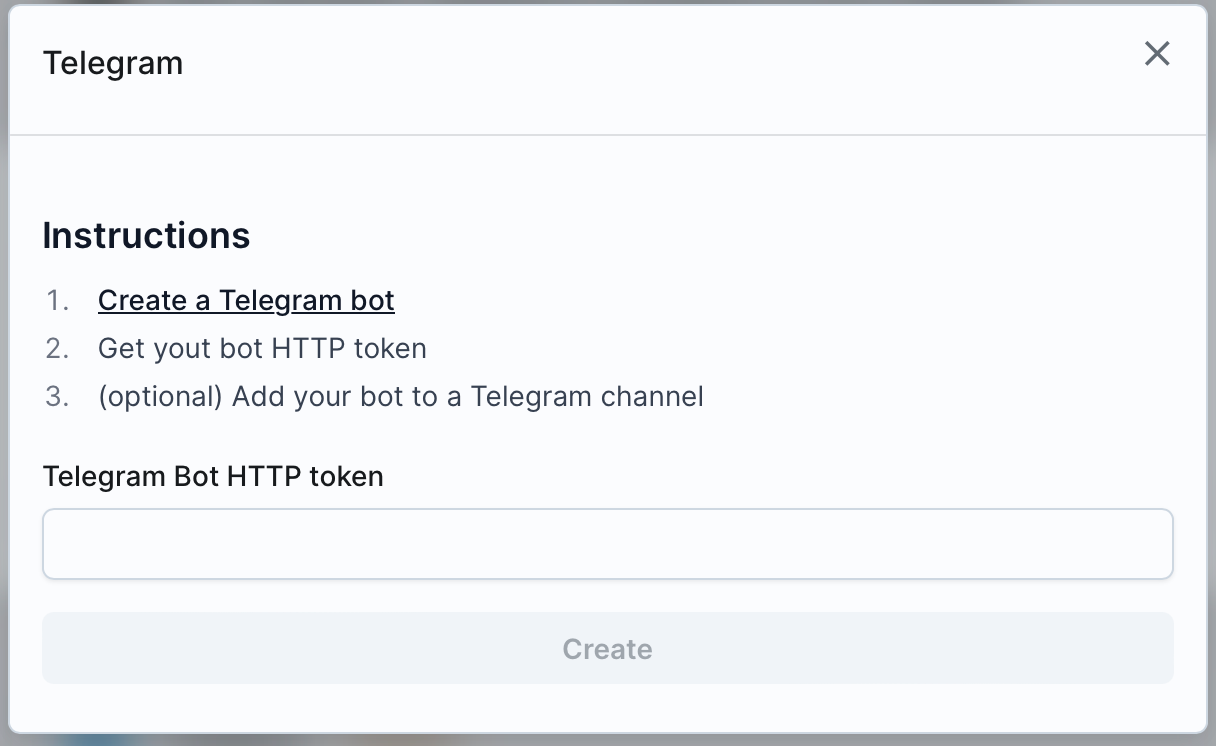 Telegram
Instructions
1. Create a Telegram bot
2. Get yout bot HTTP token
3. (optional) Add your bot to a Telegram channel
Telegram Bot HTTP token
Create